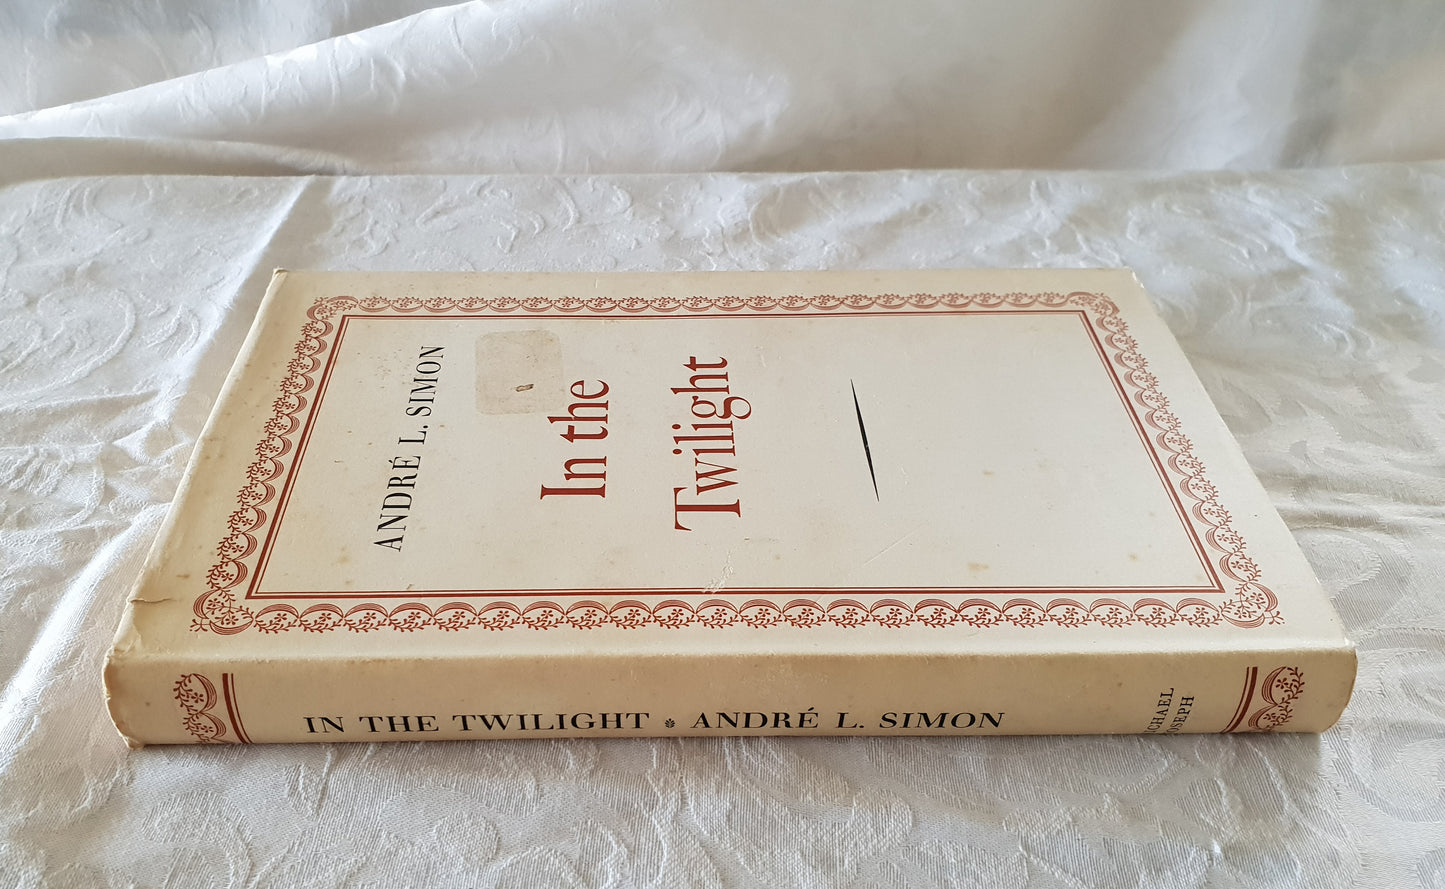 ANDRÉ L. SIMON
In the
Twilight
IN THE TWILIGHT * ANDRÉ L. SIMON
MICHAEL
JOSEPH